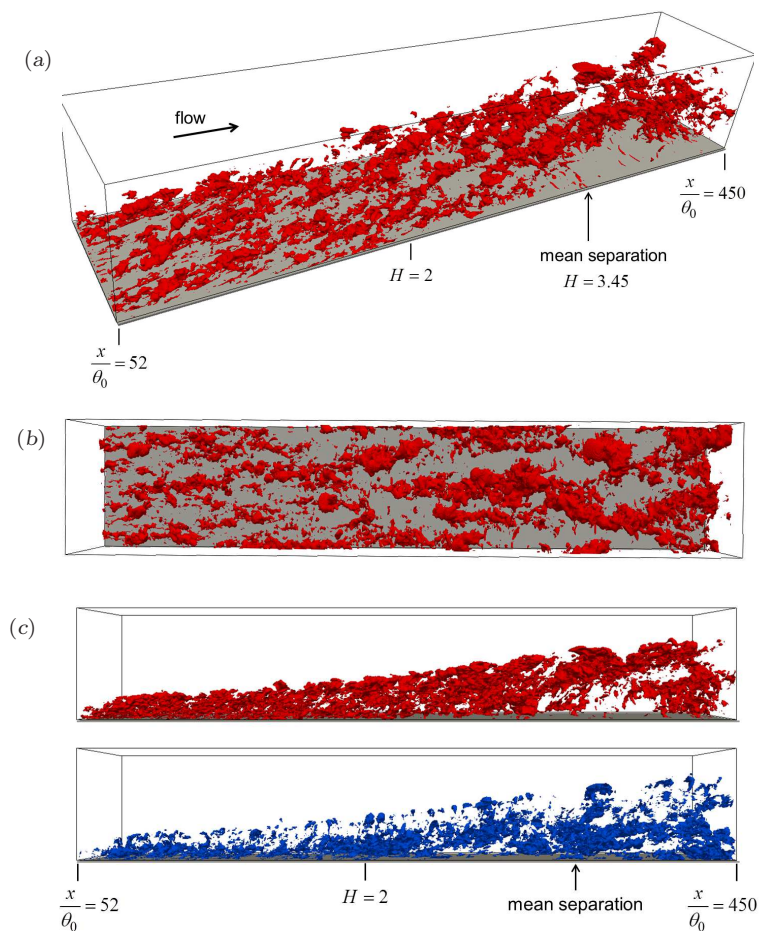 (a)
flow
x/θ₀ = 450
mean separation
H = 2
H = 3.45
x/θ₀ = 52
(b)
(c)
x/θ₀ = 52
H = 2
mean separation
x/θ₀ = 450